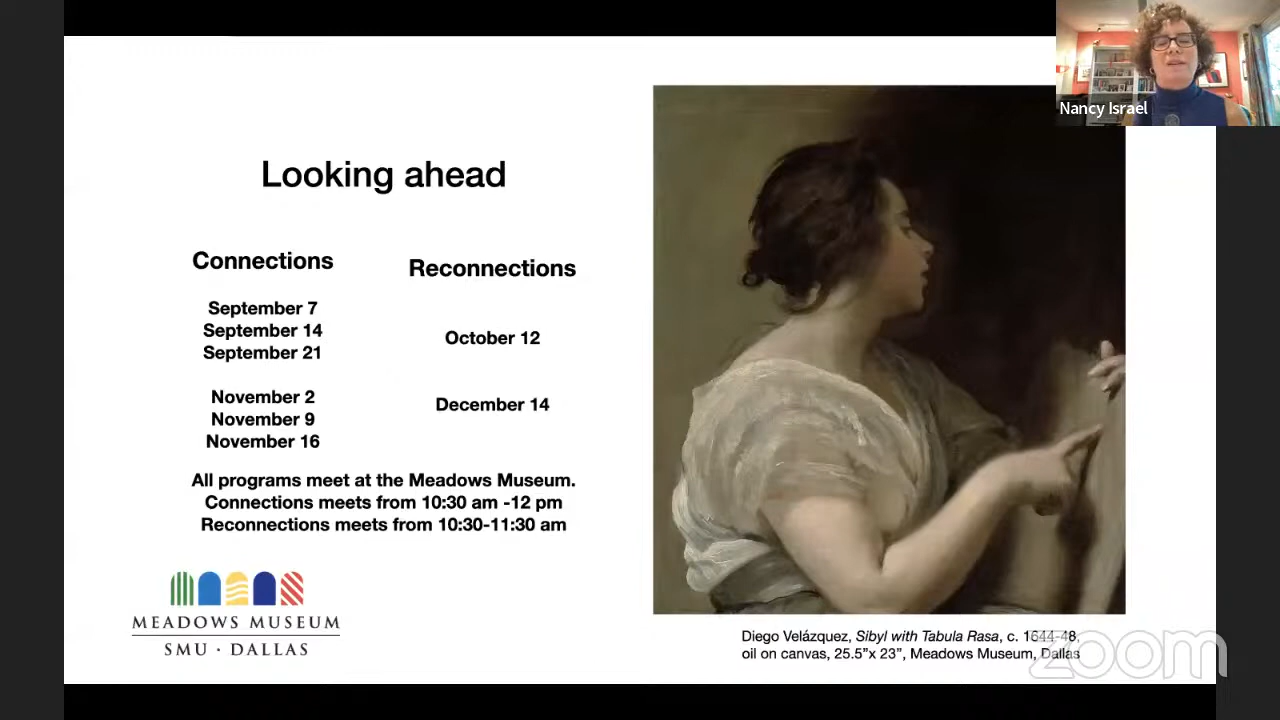 Nancy Israel
Looking ahead
Connections
September 7
September 14
September 21
November 2
November 9
November 16
Reconnections
October 12
December 14
All programs meet at the Meadows Museum.
Connections meets from 10:30 am -12 pm
Reconnections meets from 10:30-11:30 am
MEADOWS MUSEUM
SMU · DALLAS
Diego Velázquez, Sibyl with Tabula Rasa, c. 1644-48,
oil on canvas, 25.5”x 23”, Meadows Museum, Dallas
zoom